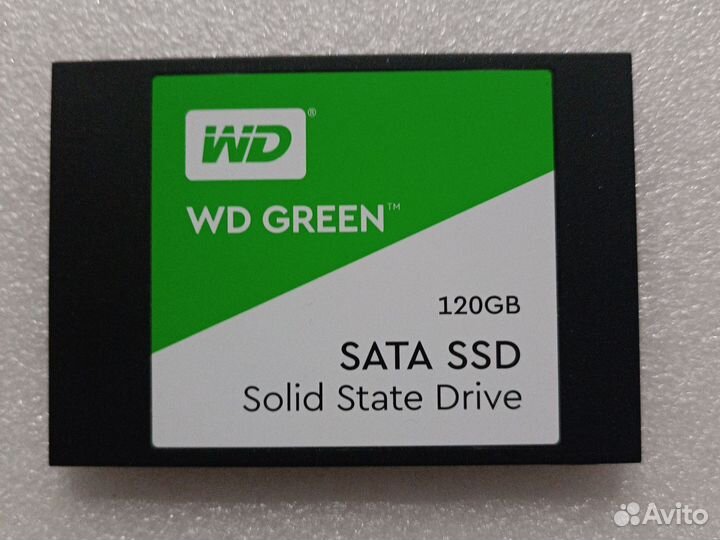 WD®
WD GREEN™
120GB
SATA SSD
Solid State Drive
Avito